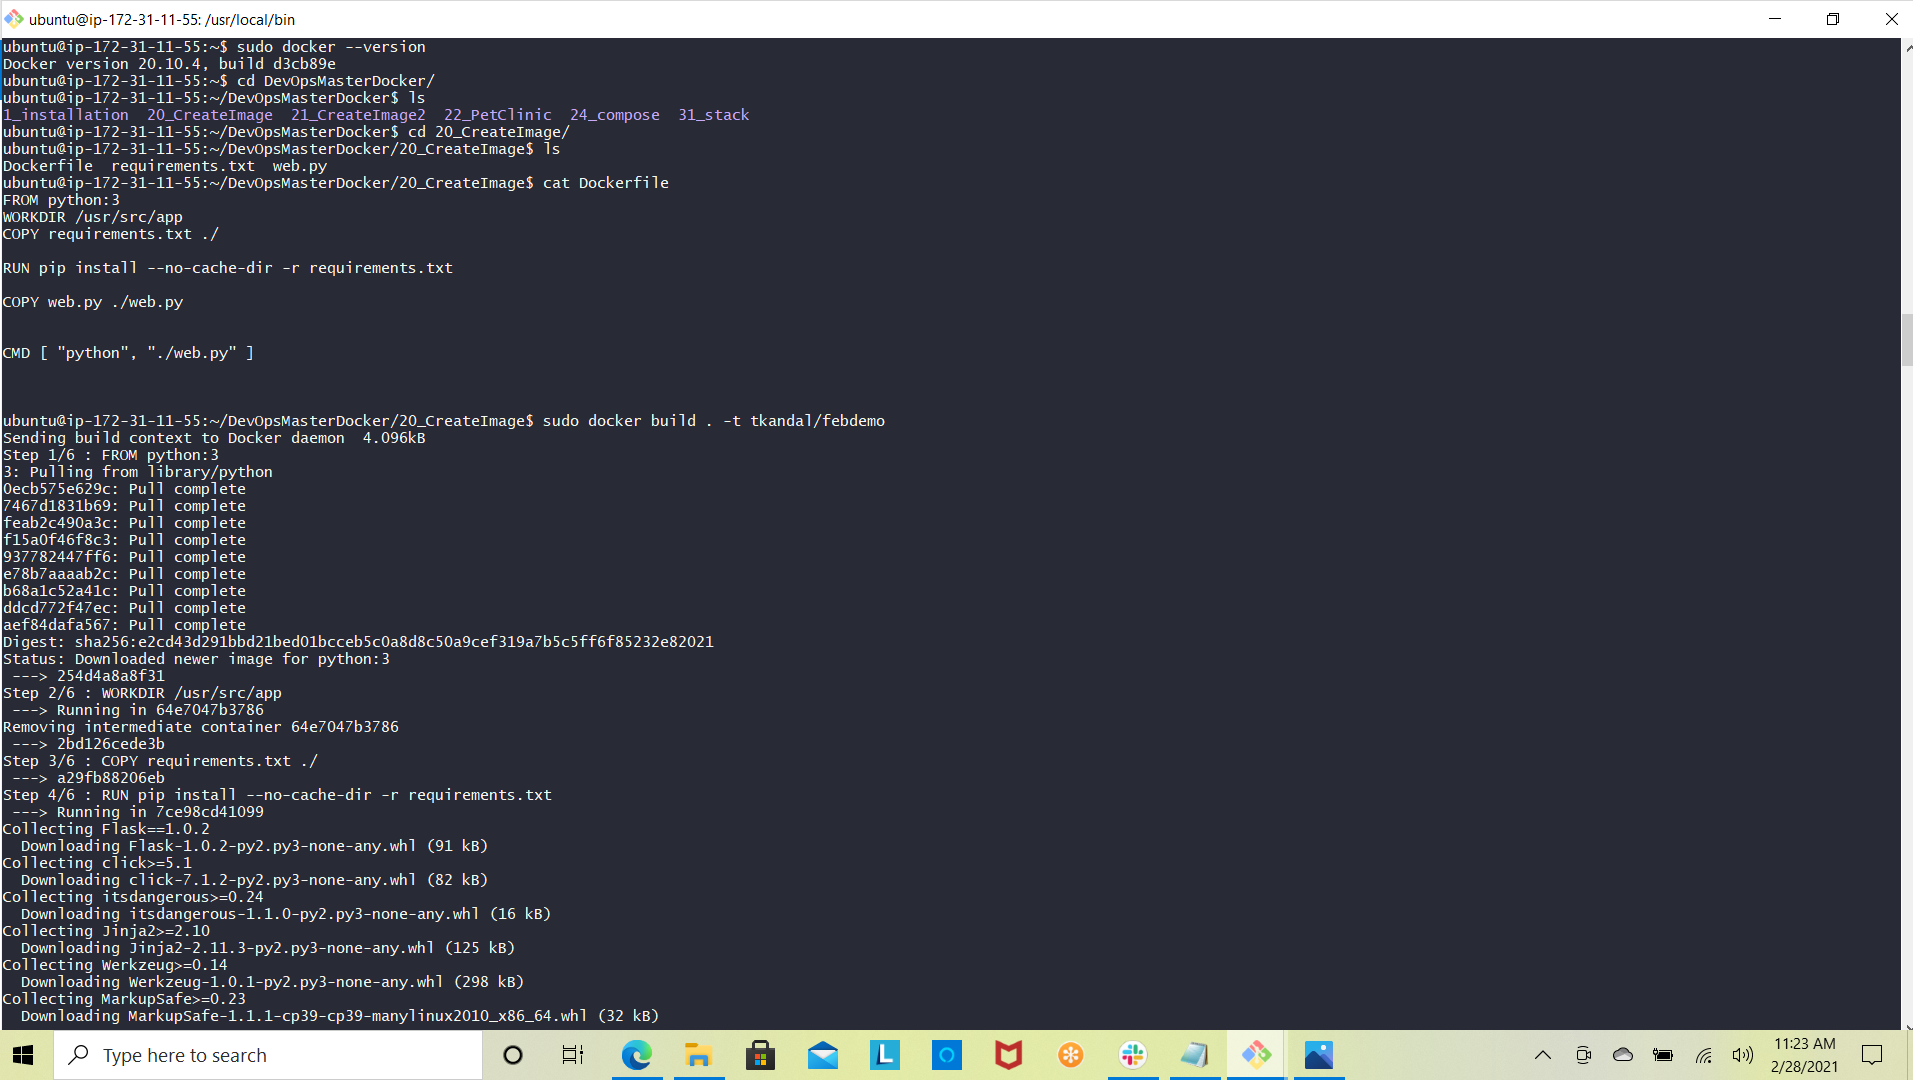 ubuntu@ip-172-31-11-55: /usr/local/bin
ubuntu@ip-172-31-11-55:~$ sudo docker --version
Docker version 20.10.4, build d3cb89e
ubuntu@ip-172-31-11-55:~$ cd DevOpsMasterDocker/
ubuntu@ip-172-31-11-55:~/DevOpsMasterDocker$ ls
1_installation  20_CreateImage  21_CreateImage2  22_PetClinic  24_compose  31_stack
ubuntu@ip-172-31-11-55:~/DevOpsMasterDocker$ cd 20_CreateImage/
ubuntu@ip-172-31-11-55:~/DevOpsMasterDocker/20_CreateImage$ ls
Dockerfile  requirements.txt  web.py
ubuntu@ip-172-31-11-55:~/DevOpsMasterDocker/20_CreateImage$ cat Dockerfile
FROM python:3
WORKDIR /usr/src/app
COPY requirements.txt ./
RUN pip install --no-cache-dir -r requirements.txt
COPY web.py ./web.py
CMD [ "python", "./web.py" ]
ubuntu@ip-172-31-11-55:~/DevOpsMasterDocker/20_CreateImage$ sudo docker build . -t tkandal/febdemo
Sending build context to Docker daemon  4.096kB
Step 1/6 : FROM python:3
3: Pulling from library/python
0ecb575e629c: Pull complete
7467d1831b69: Pull complete
feab2c490a3c: Pull complete
f15a0f46f8c3: Pull complete
937782447ff6: Pull complete
e78b7aaaab2c: Pull complete
b68a1c52a41c: Pull complete
ddcd772f47ec: Pull complete
aef84dafa567: Pull complete
Digest: sha256:e2cd43d291bbd21bed01bcceb5c0a8d8c50a9cef319a7b5c5ff6f85232e82021
Status: Downloaded newer image for python:3
 ---> 254d4a8a8f31
Step 2/6 : WORKDIR /usr/src/app
 ---> Running in 64e7047b3786
Removing intermediate container 64e7047b3786
 ---> 2bd126cede3b
Step 3/6 : COPY requirements.txt ./
 ---> a29fb88206eb
Step 4/6 : RUN pip install --no-cache-dir -r requirements.txt
 ---> Running in 7ce98cd41099
Collecting Flask==1.0.2
  Downloading Flask-1.0.2-py2.py3-none-any.whl (91 kB)
Collecting click>=5.1
  Downloading click-7.1.2-py2.py3-none-any.whl (82 kB)
Collecting itsdangerous>=0.24
  Downloading itsdangerous-1.1.0-py2.py3-none-any.whl (16 kB)
Collecting Jinja2>=2.10
  Downloading Jinja2-2.11.3-py2.py3-none-any.whl (125 kB)
Collecting Werkzeug>=0.14
  Downloading Werkzeug-1.0.1-py2.py3-none-any.whl (298 kB)
Collecting MarkupSafe>=0.23
  Downloading MarkupSafe-1.1.1-cp39-cp39-manylinux2010_x86_64.whl (32 kB)
Type here to search
L
11:23 AM
2/28/2021